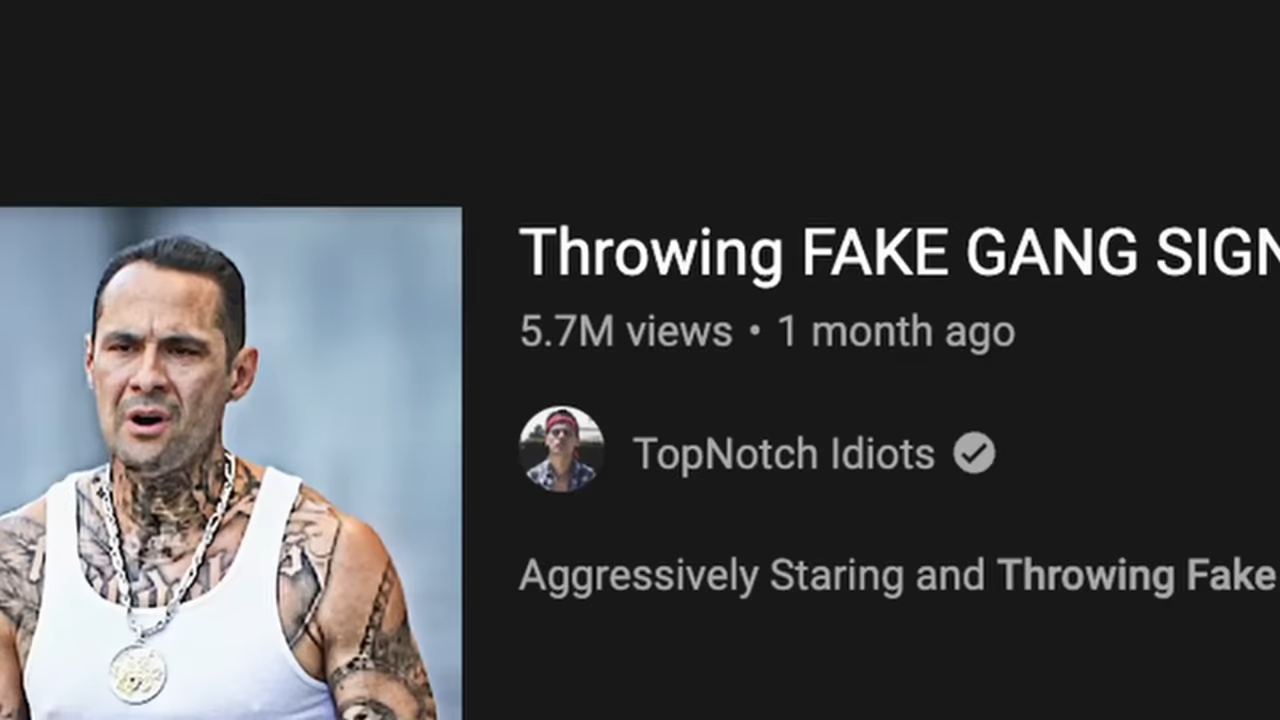 Throwing FAKE GANG SIGN
5.7M views • 1 month ago
TopNotch Idiots
Aggressively Staring and Throwing Fake